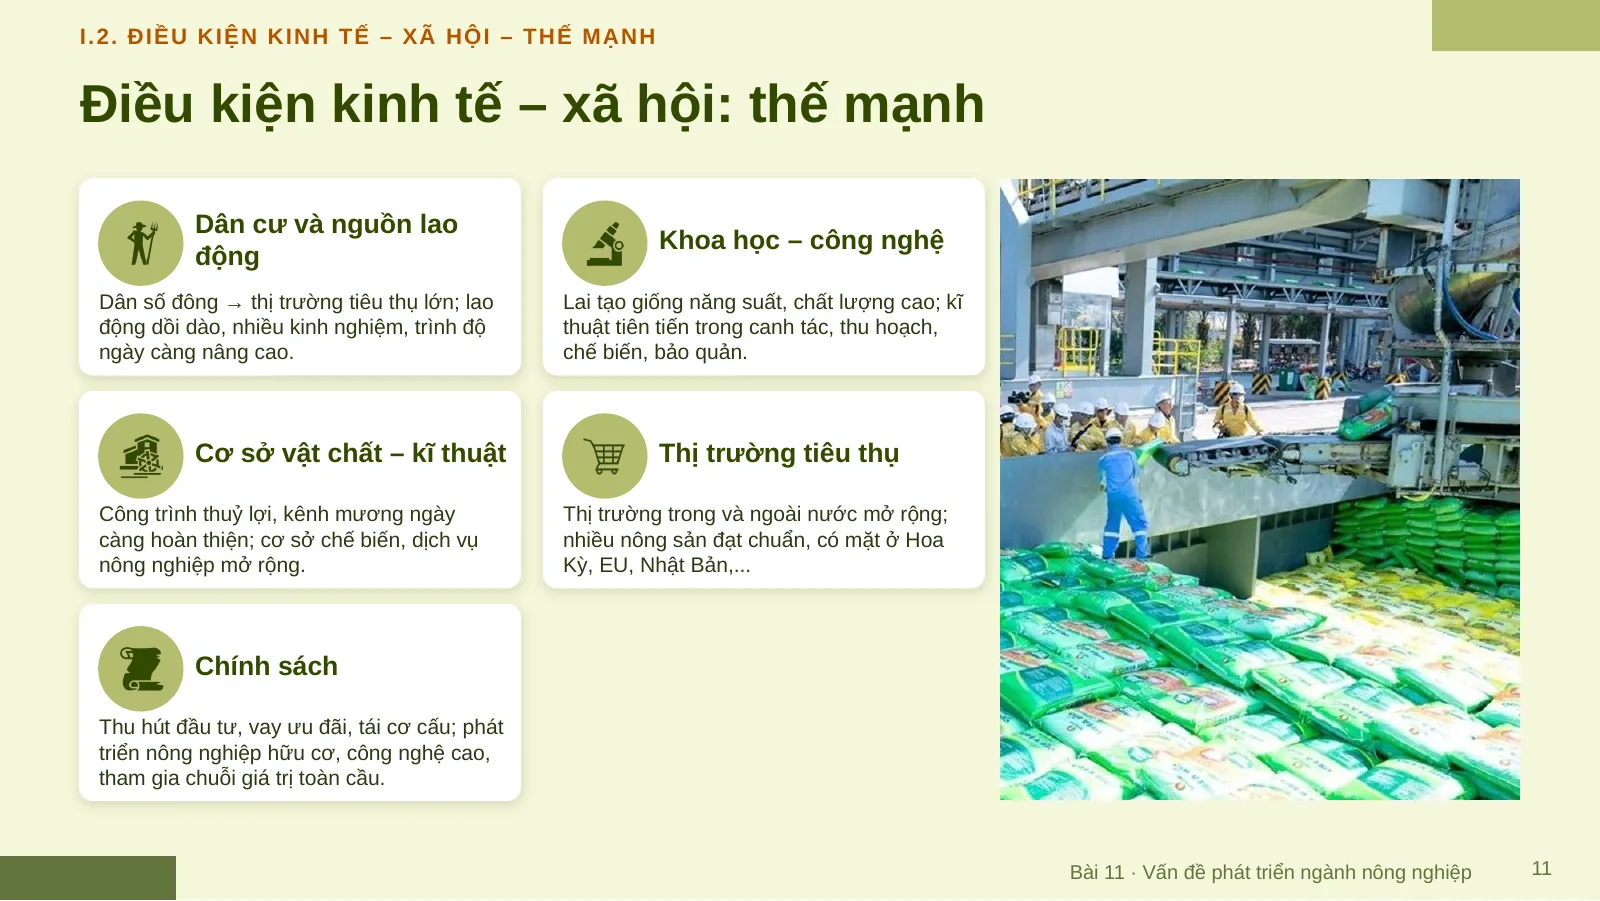 I.2. ĐIỀU KIỆN KINH TẾ – XÃ HỘI – THẾ MẠNH
Điều kiện kinh tế – xã hội: thế mạnh
Dân cư và nguồn lao
động
Dân số đông → thị trường tiêu thụ lớn; lao
động dồi dào, nhiều kinh nghiệm, trình độ
ngày càng nâng cao.
Khoa học – công nghệ
Lai tạo giống năng suất, chất lượng cao; kĩ
thuật tiên tiến trong canh tác, thu hoạch,
chế biến, bảo quản.
Cơ sở vật chất – kĩ thuật
Công trình thuỷ lợi, kênh mương ngày
càng hoàn thiện; cơ sở chế biến, dịch vụ
nông nghiệp mở rộng.
Thị trường tiêu thụ
Thị trường trong và ngoài nước mở rộng;
nhiều nông sản đạt chuẩn, có mặt ở Hoa
Kỳ, EU, Nhật Bản,...
Chính sách
Thu hút đầu tư, vay ưu đãi, tái cơ cấu; phát
triển nông nghiệp hữu cơ, công nghệ cao,
tham gia chuỗi giá trị toàn cầu.
Bài 11 · Vấn đề phát triển ngành nông nghiệp
11